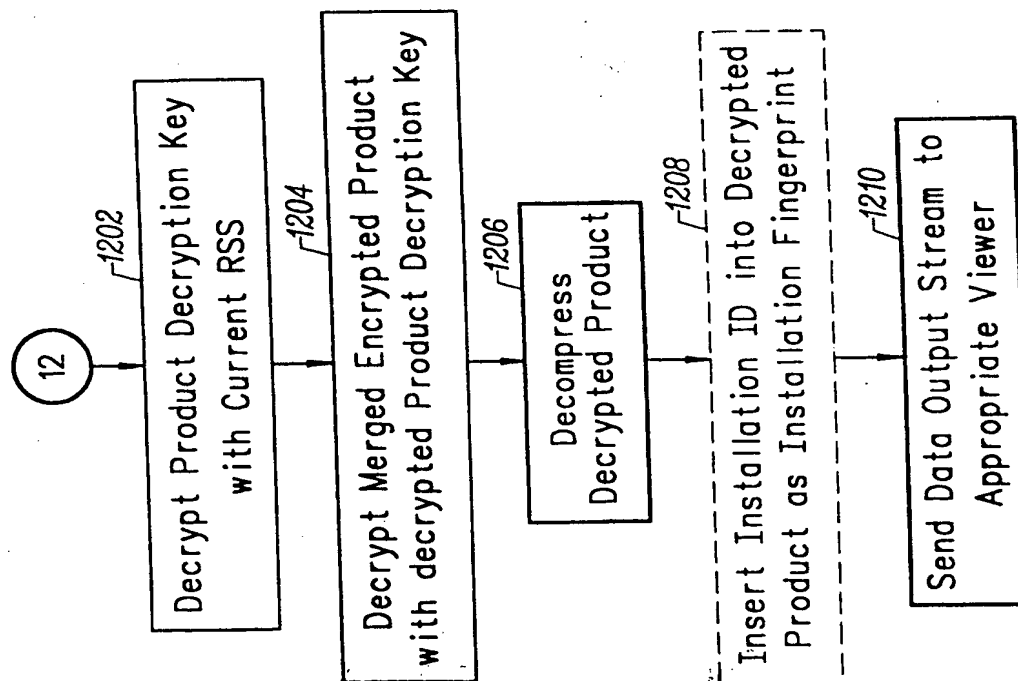 12
1202
Decrypt Product Decryption Key
with Current RSS
1204
Decrypt Merged Encrypted Product
with decrypted Product Decryption Key
1206
Decompress
Decrypted Product
1208
Insert Installation ID into Decrypted
Product as Installation Fingerprint
1210
Send Data Output Stream to
Appropriate Viewer